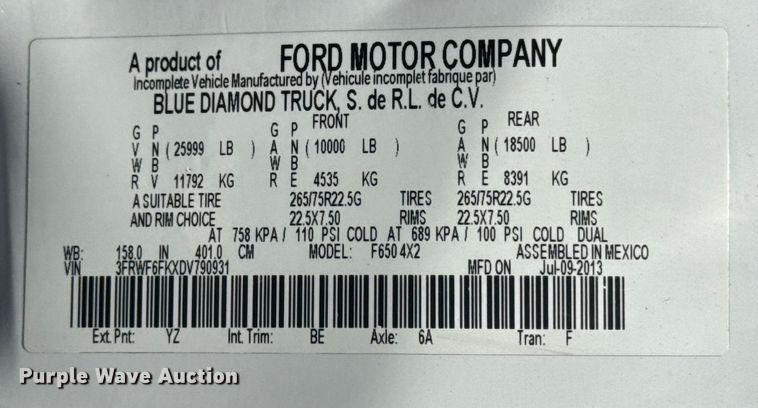 A product of FORD MOTOR COMPANY
Incomplete Vehicle Manufactured by (Vehicule incomplet fabrique par)
BLUE DIAMOND TRUCK, S. de R.L. de C.V.
FRONT REAR
G P G P G P
V N ( 25999 LB ) A N ( 10000 LB ) A N ( 18500 LB )
W B W B W B
R V 11792 KG R E 4535 KG R E 8391 KG
A SUITABLE TIRE 265/75R22.5G TIRES 265/75R22.5G TIRES
AND RIM CHOICE 22.5X7.50 RIMS 22.5X7.50 RIMS
AT 758 KPA / 110 PSI COLD AT 689 KPA / 100 PSI COLD DUAL
WB: 158.0 IN 401.0 CM MODEL: F650 4X2 ASSEMBLED IN MEXICO
VIN 3FRWF6FKXDV790931 MFD ON Jul-09-2013
Ext. Pnt: YZ Int. Trim: BE Axle: 6A Tran: F
Purple Wave Auction